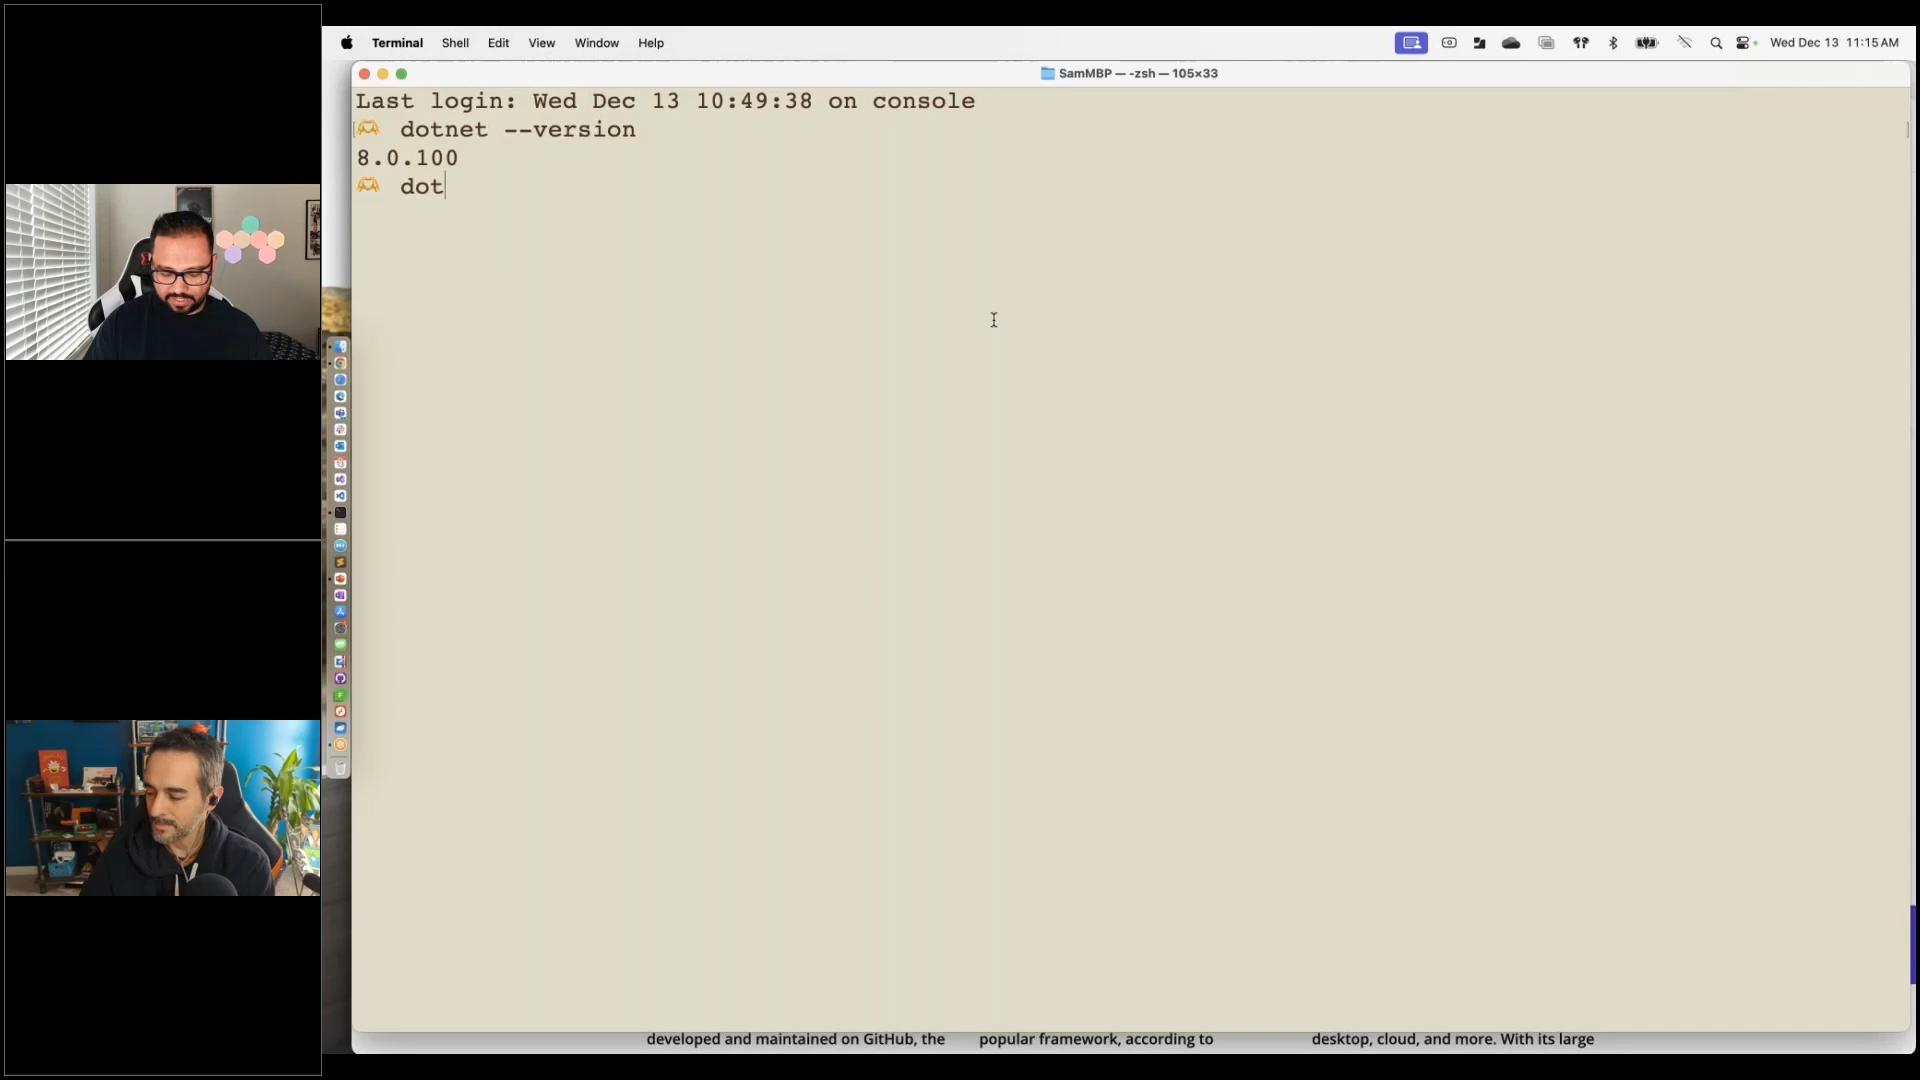 Terminal Shell Edit View Window Help
Wed Dec 13 11:15 AM
SamMBP — -zsh — 105×33
Last login: Wed Dec 13 10:49:38 on console
dotnet --version
8.0.100
dot
developed and maintained on GitHub, the
popular framework, according to
desktop, cloud, and more. With its large